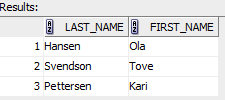 Results:
LAST_NAME FIRST_NAME
1 Hansen Ola
2 Svendson Tove
3 Pettersen Kari